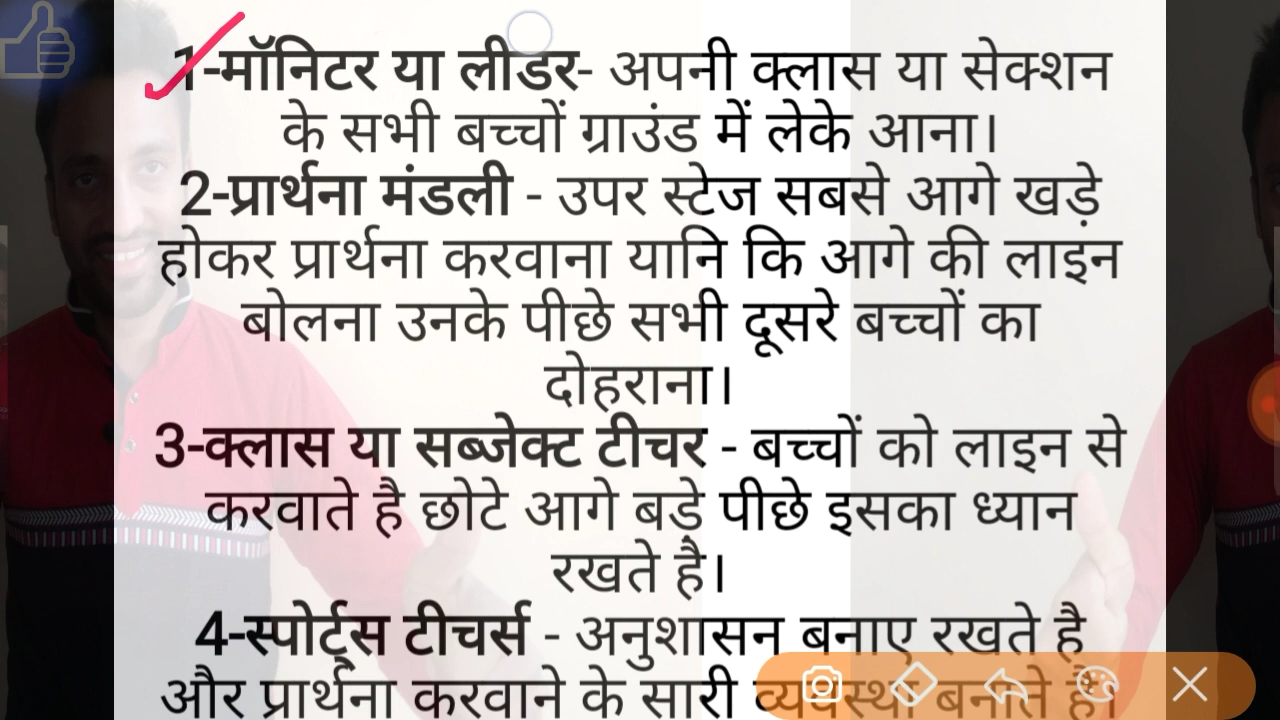 1-मॉनिटर या लीडर- अपनी क्लास या सेक्शन
के सभी बच्चों ग्राउंड में लेके आना।
2-प्रार्थना मंडली - उपर स्टेज सबसे आगे खड़े
होकर प्रार्थना करवाना यानि कि आगे की लाइन
बोलना उनके पीछे सभी दूसरे बच्चों का
दोहराना।
3-क्लास या सब्जेक्ट टीचर - बच्चों को लाइन से
करवाते है छोटे आगे बड़े पीछे इसका ध्यान
रखते है।
4-स्पोर्ट्स टीचर्स - अनुशासन बनाए रखते है
और प्रार्थना करवाने के सारी व्यवस्था बनाते है।